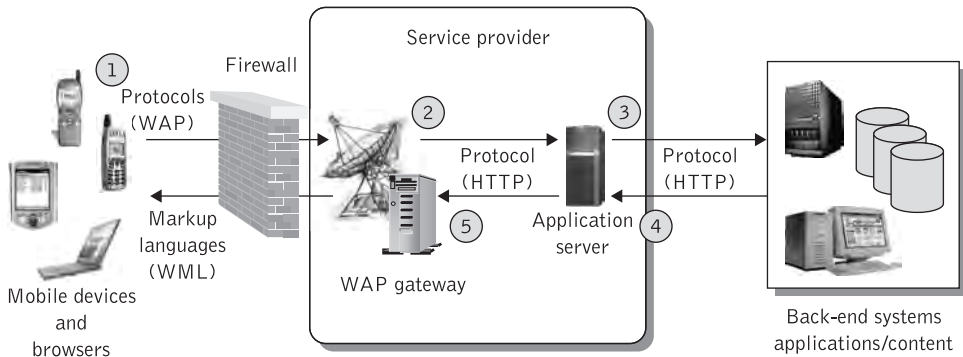 Service provider
Firewall
1
Protocols
(WAP)
2
3
Protocol
(HTTP)
Protocol
(HTTP)
Markup
languages
(WML)
5
Application
server
4
WAP gateway
Mobile devices
and
browsers
Back-end systems
applications/content